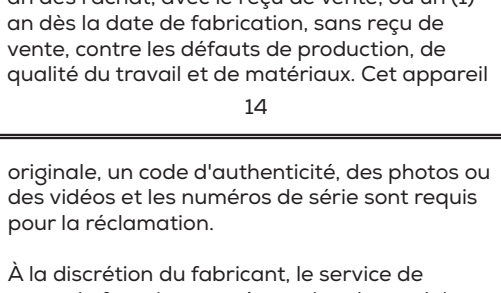 an dès l'achat, avec le reçu de vente, ou un (1)
an dès la date de fabrication, sans reçu de
vente, contre les défauts de production, de
qualité du travail et de matériaux. Cet appareil
14
originale, un code d'authenticité, des photos ou
des vidéos et les numéros de série sont requis
pour la réclamation.
À la discrétion du fabricant, le service de